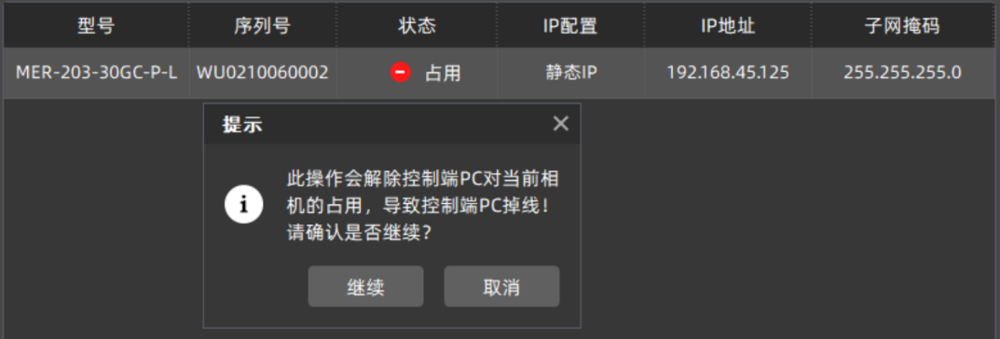 型号 序列号 状态 IP配置 IP地址 子网掩码
MER-203-30GC-P-L WU0210060002 占用 静态IP 192.168.45.125 255.255.255.0
提示
此操作会解除控制端PC对当前相
机的占用，导致控制端PC掉线！
请确认是否继续？
继续 取消